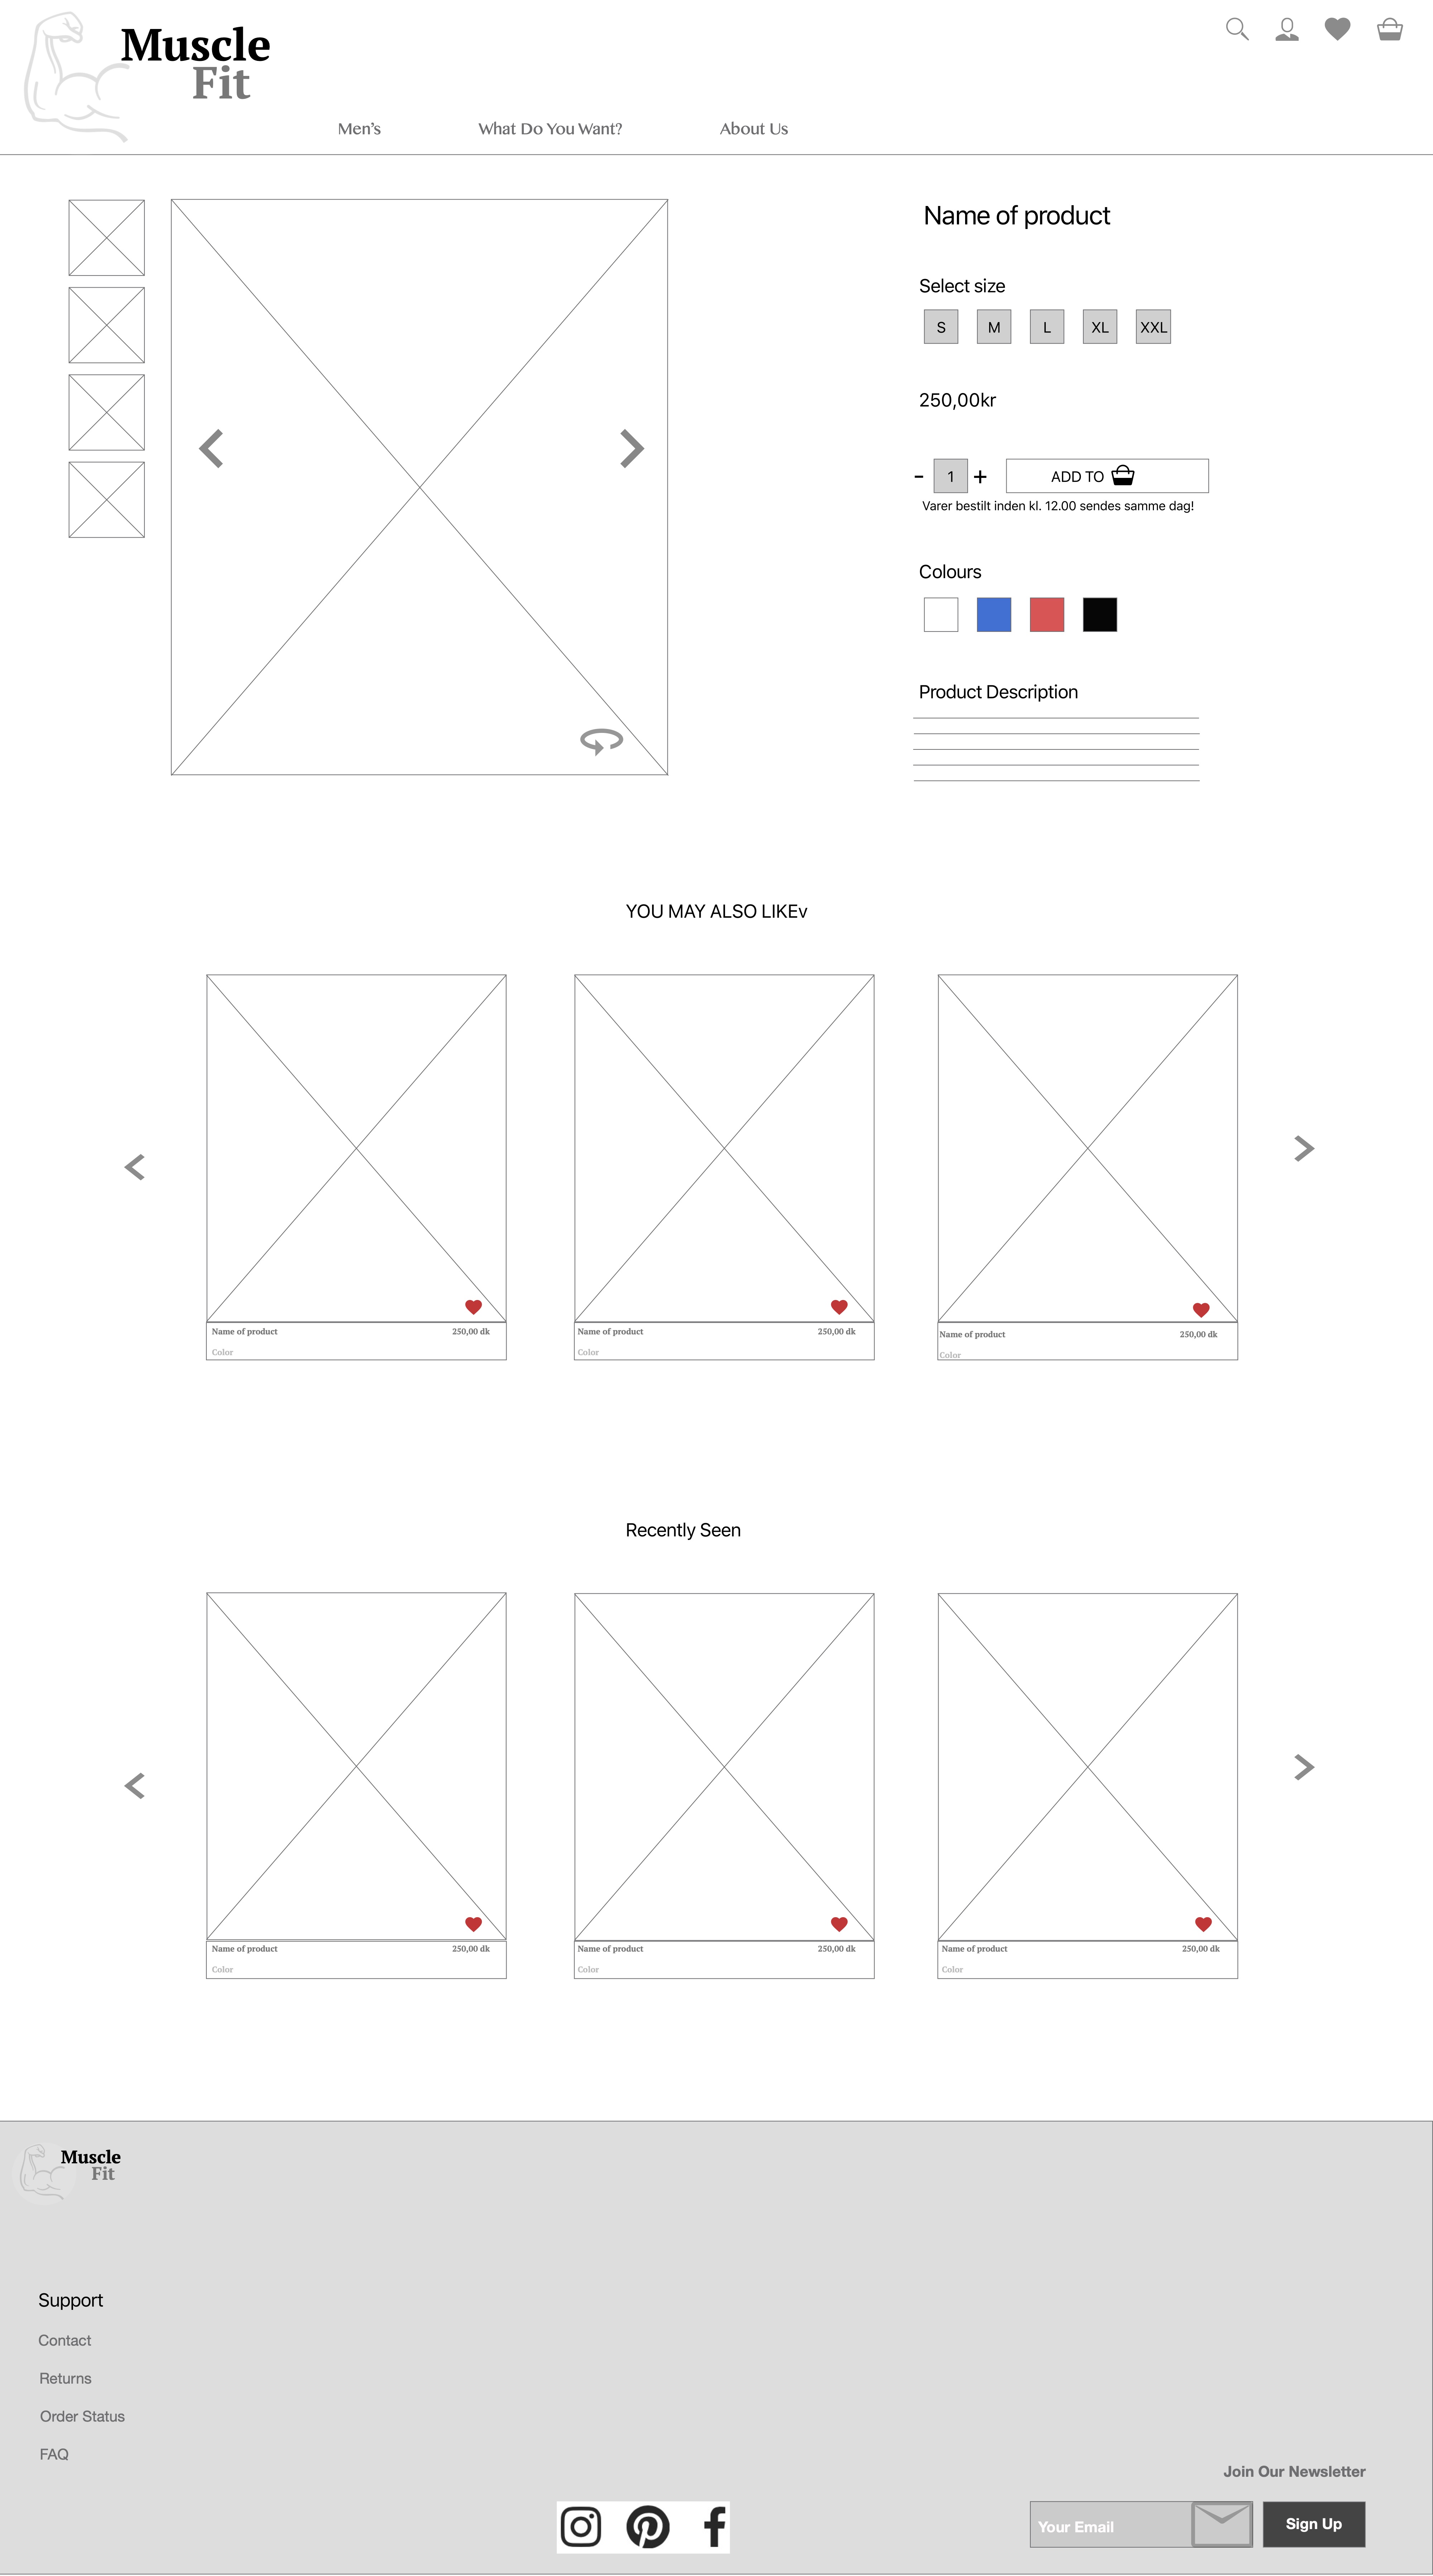 Muscle
Fit
Men's What Do You Want? About Us
Name of product
Select size
S M L XL XXL
250,00kr
- 1 + ADD TO
Varer bestilt inden kl. 12.00 sendes samme dag!
Colours
Product Description
YOU MAY ALSO LIKEv
Name of product 250,00 dk
Color
Name of product 250,00 dk
Color
Name of product 250,00 dk
Color
Recently Seen
Name of product 250,00 dk
Color
Name of product 250,00 dk
Color
Name of product 250,00 dk
Color
Muscle
Fit
Support
Contact
Returns
Order Status
FAQ
Join Our Newsletter
Your Email
Sign Up